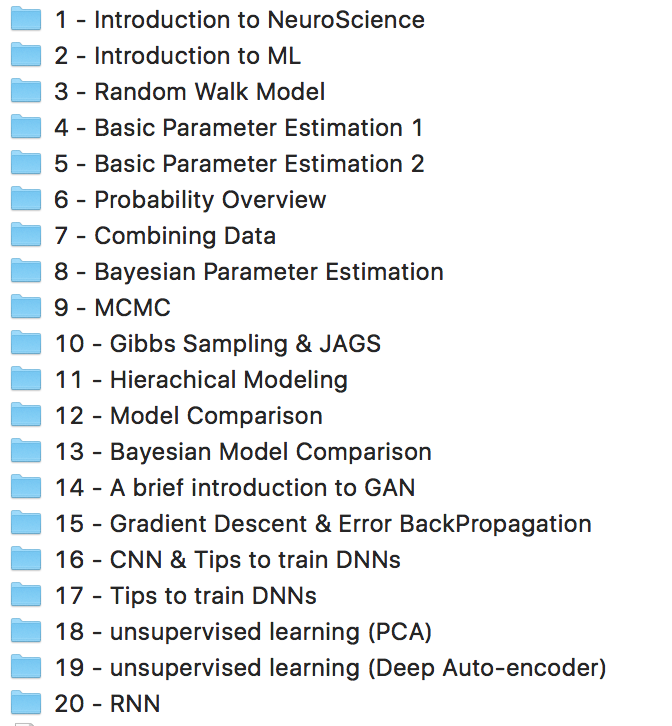 1 - Introduction to NeuroScience
2 - Introduction to ML
3 - Random Walk Model
4 - Basic Parameter Estimation 1
5 - Basic Parameter Estimation 2
6 - Probability Overview
7 - Combining Data
8 - Bayesian Parameter Estimation
9 - MCMC
10 - Gibbs Sampling & JAGS
11 - Hierachical Modeling
12 - Model Comparison
13 - Bayesian Model Comparison
14 - A brief introduction to GAN
15 - Gradient Descent & Error BackPropagation
16 - CNN & Tips to train DNNs
17 - Tips to train DNNs
18 - unsupervised learning (PCA)
19 - unsupervised learning (Deep Auto-encoder)
20 - RNN